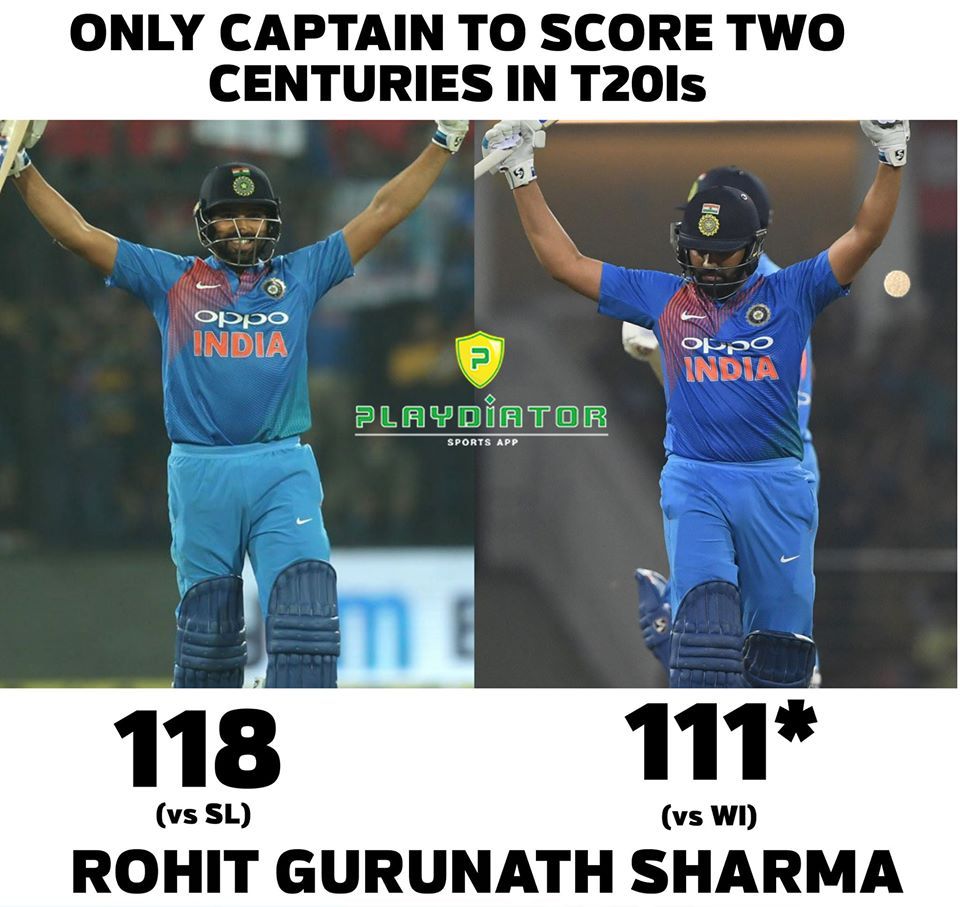 ONLY CAPTAIN TO SCORE TWO
CENTURIES IN T20Is
oppo
INDIA
oppo
INDIA
P
PLAYDiATOR
SPORTS APP
118
111*
(vs SL)
(vs WI)
ROHIT GURUNATH SHARMA